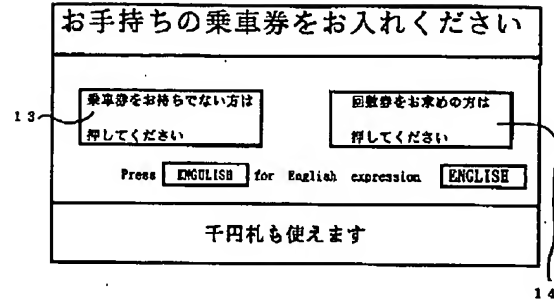 お手持ちの乗車券をお入れください
13
乗車券をお持ちでない方は
押してください
回数券をお求めの方は
押してください
Press ENGULISH for English expression ENGLISH
千円札も使えます
14